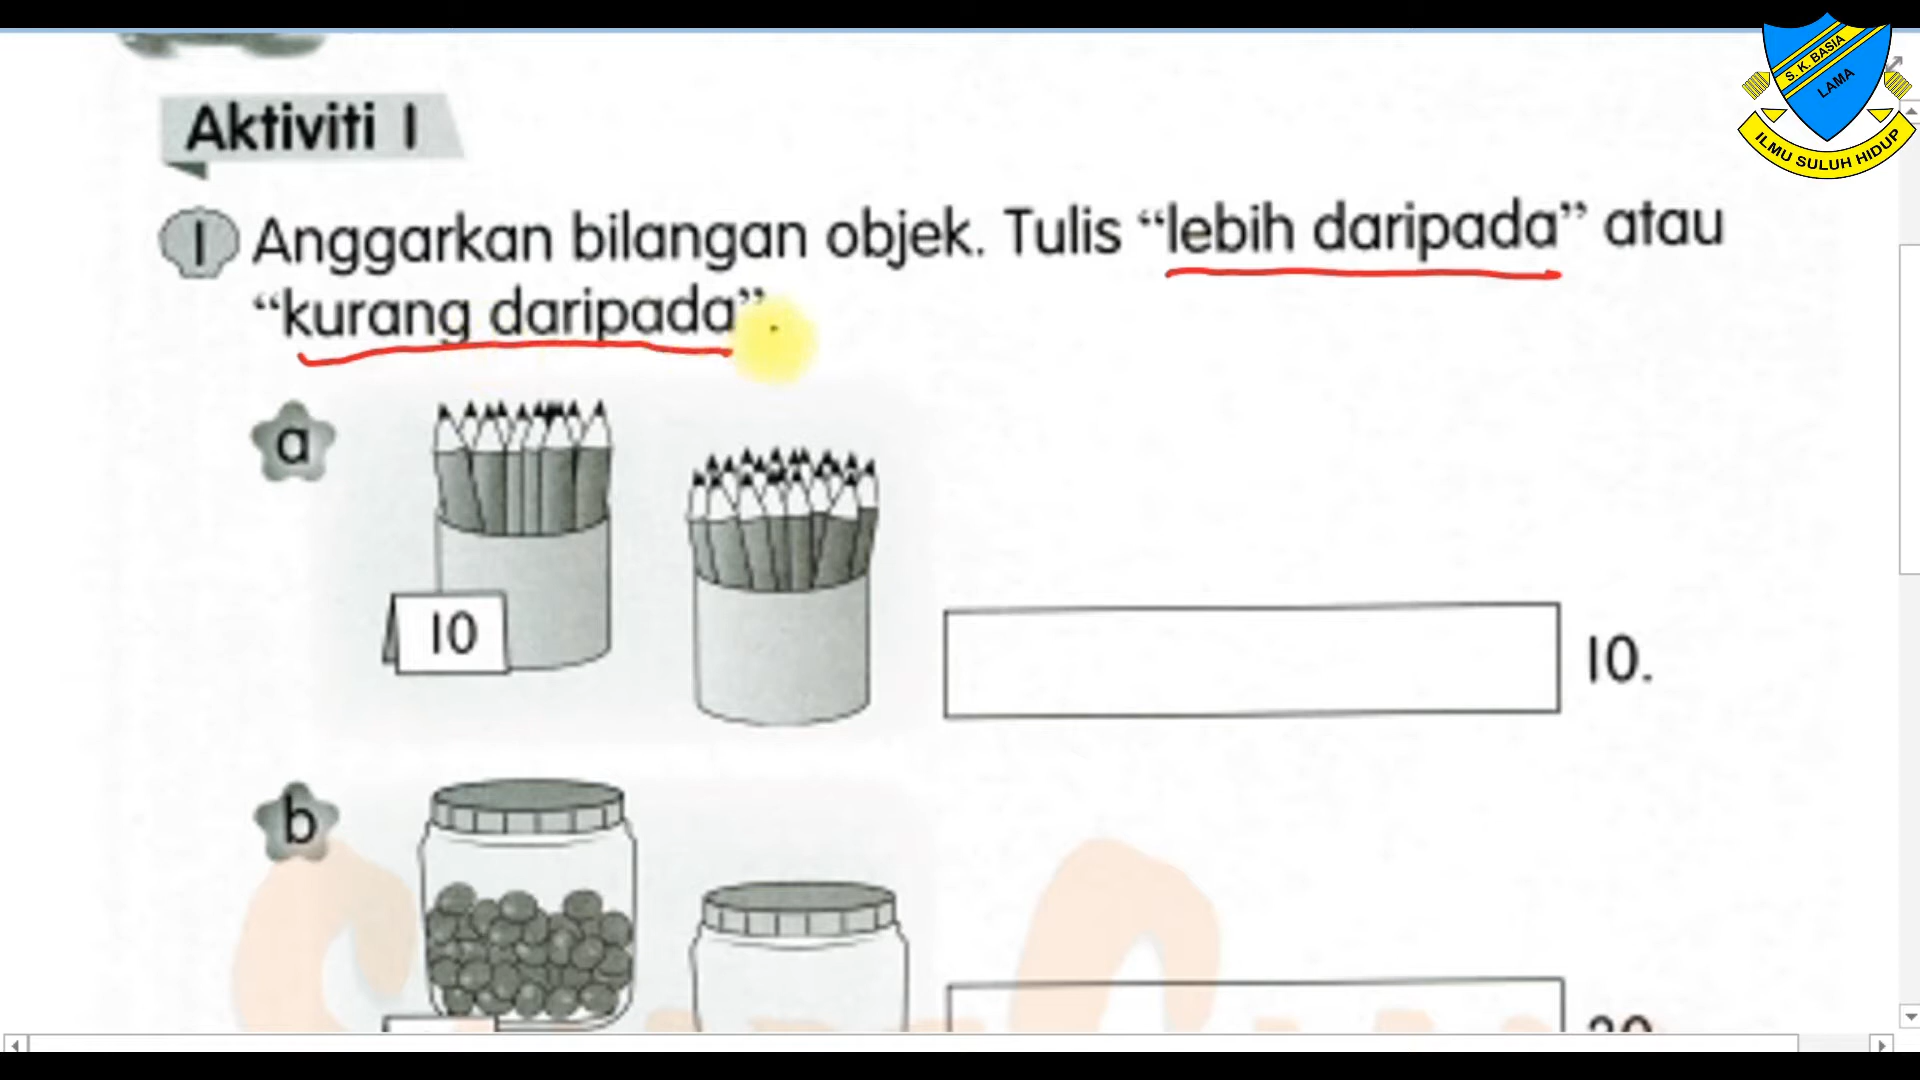 S. K. BASIA
LAMA
ILMU SULUH HIDUP
Aktiviti 1
1 Anggarkan bilangan objek. Tulis “lebih daripada” atau
“kurang daripada”.
a
10
10.
b